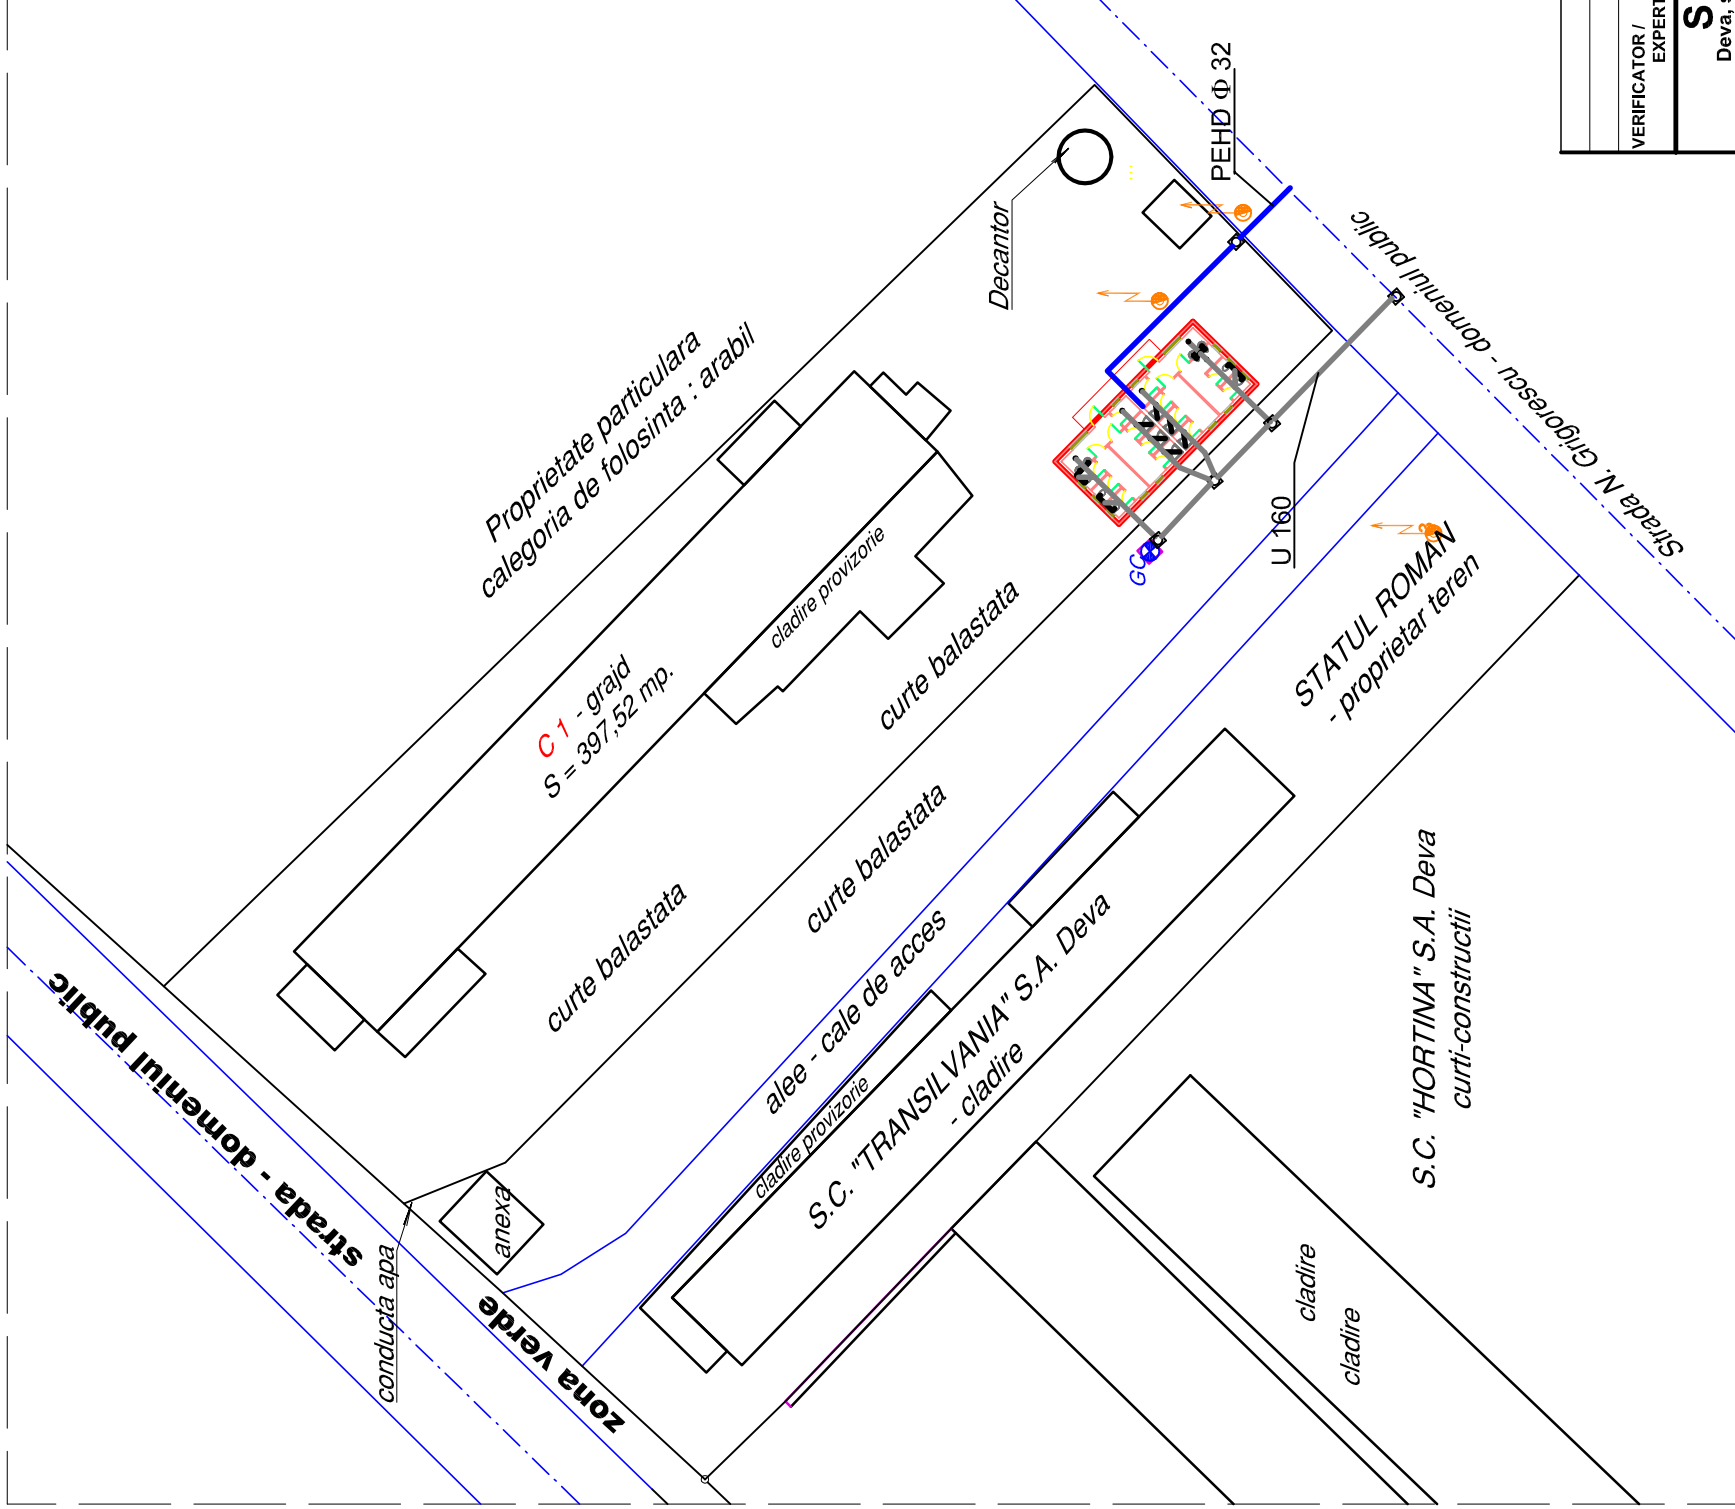 VERIFICATOR /
EXPERT
S
Deva, s
PEHD Φ 32
Decantor
Strada N. Grigorescu - domeniul public
Proprietate particulara
calegoria de folosinta : arabil
C 1 - grajd
S = 397,52 mp.
cladire provizorie
curte balastata
GC
U 160
STATUL ROMAN
- proprietar teren
curte balastata
curte balastata
alee - cale de acces
cladire provizorie
S.C. "TRANSILVANIA" S.A. Deva
- cladire
S.C. "HORTINA" S.A. Deva
curti-constructii
strada - domeniul public
conducta apa
anexa
zona verde
cladire
cladire